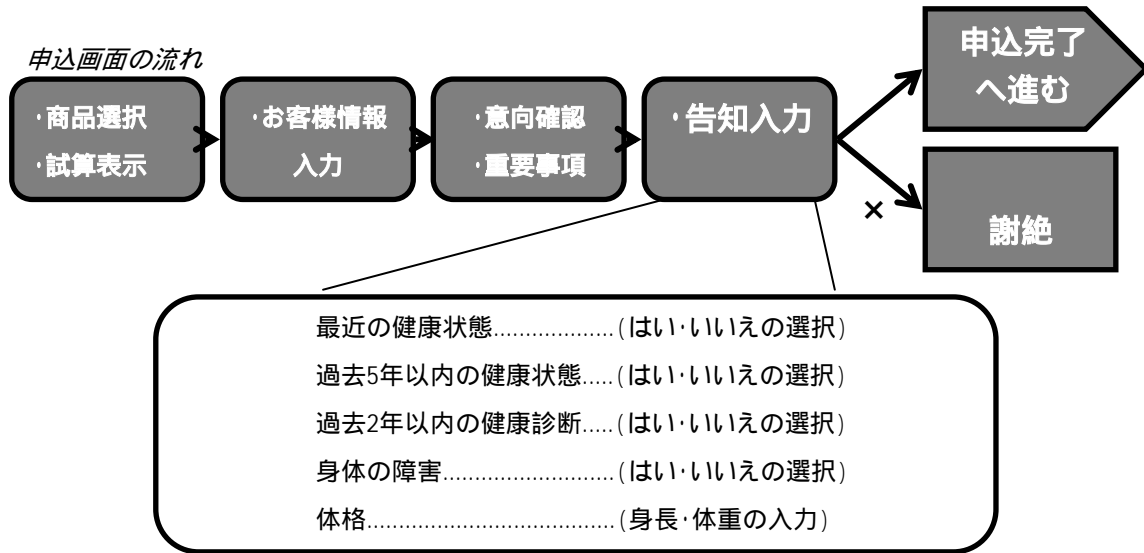 申込画面の流れ
・商品選択
・試算表示
・お客様情報
入力
・意向確認
・重要事項
・告知入力
申込完了
へ進む
×
謝絶
最近の健康状態...................(はい・いいえの選択)
過去5年以内の健康状態.....(はい・いいえの選択)
過去2年以内の健康診断.....(はい・いいえの選択)
身体の障害...........................(はい・いいえの選択)
体格.......................................(身長・体重の入力)